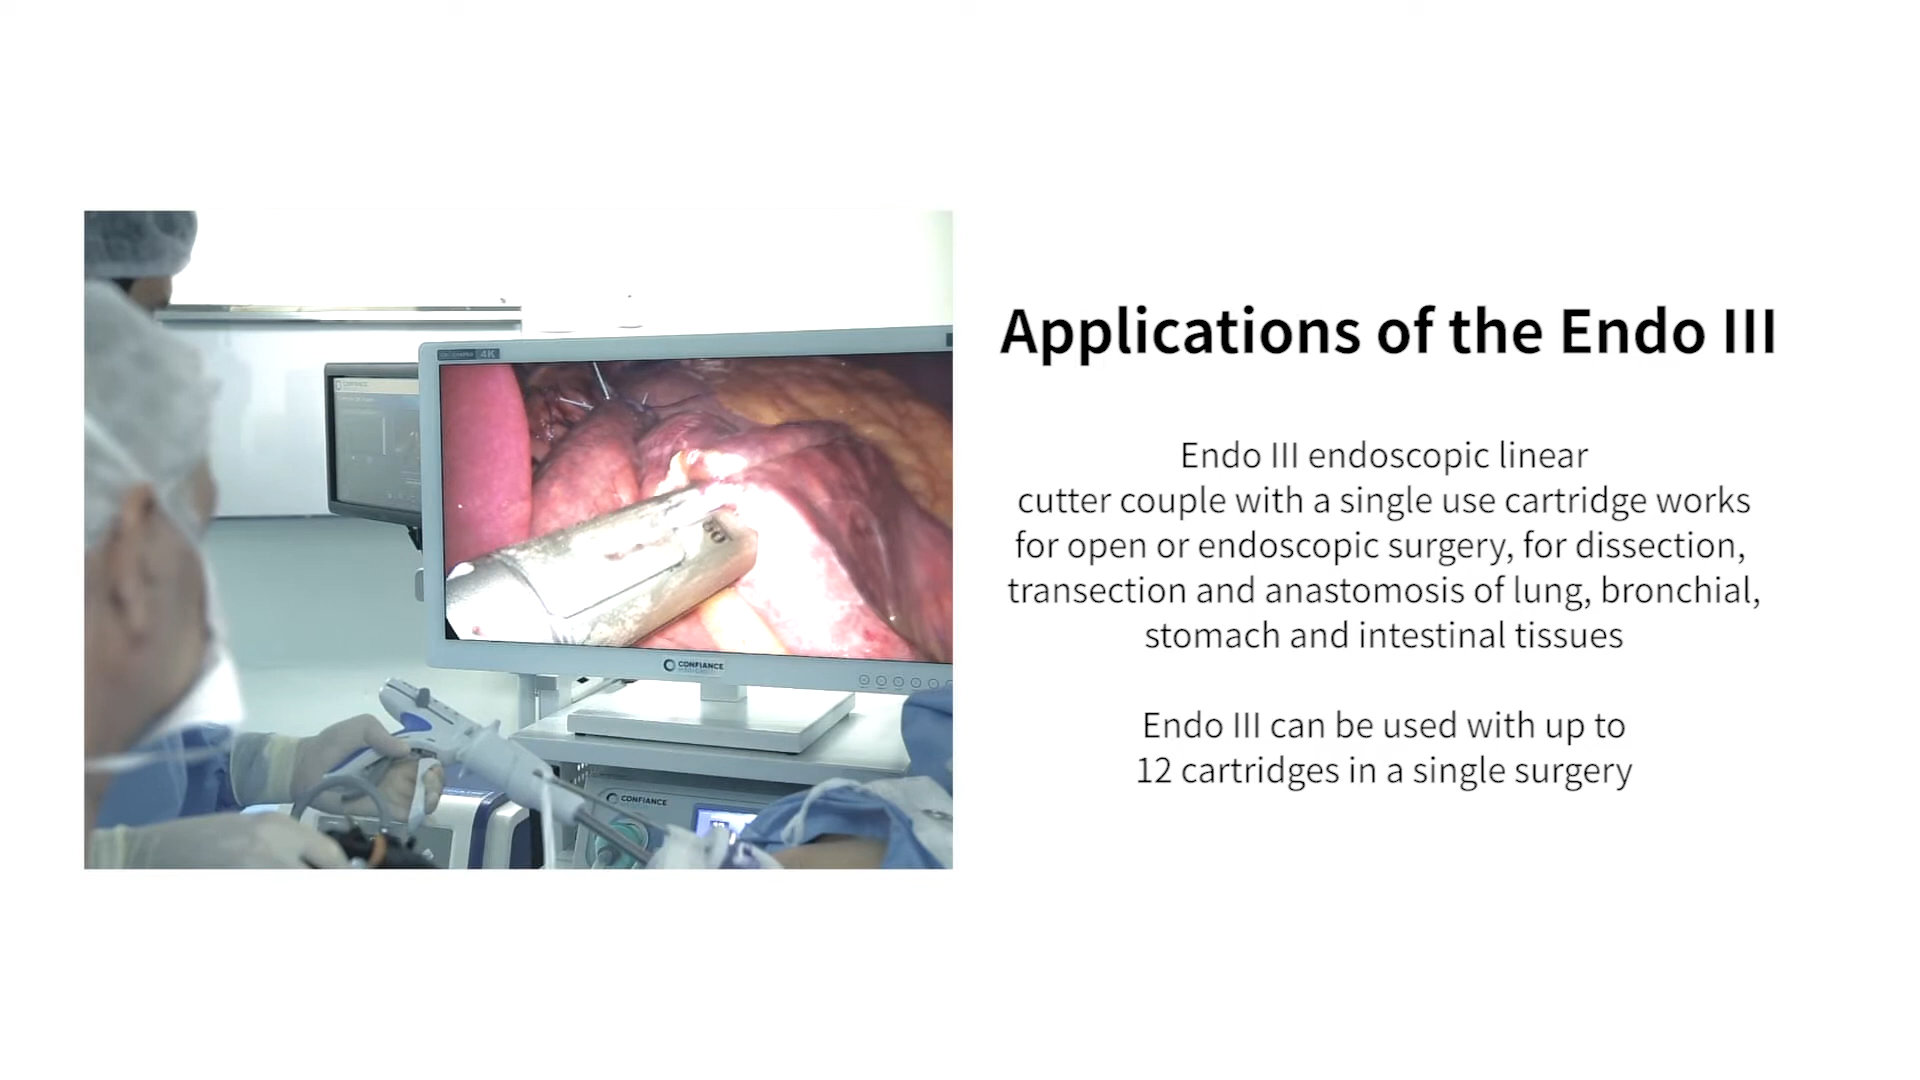 Applications of the Endo III
Endo III endoscopic linear
cutter couple with a single use cartridge works
for open or endoscopic surgery, for dissection,
transection and anastomosis of lung, bronchial,
stomach and intestinal tissues
Endo III can be used with up to
12 cartridges in a single surgery
4K
60
CONFIANCE
CONFIANCE